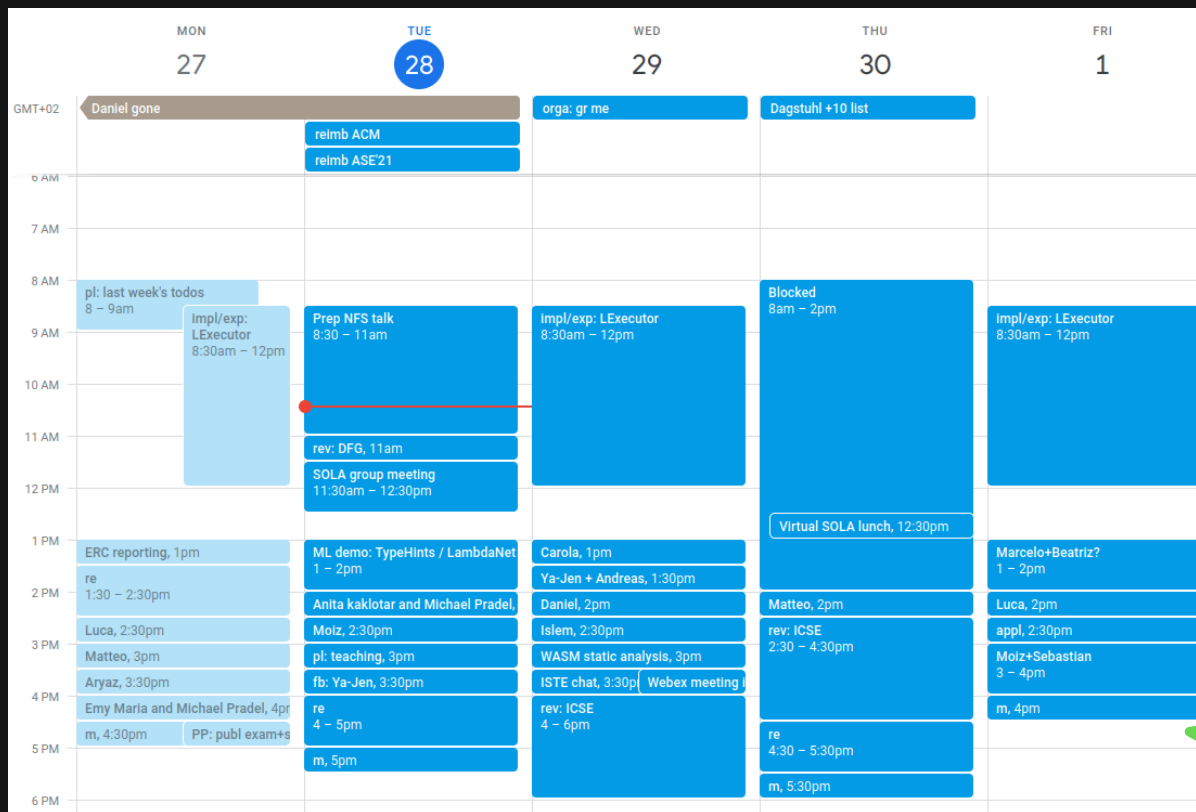 MON
TUE
WED
THU
FRI
27
28
29
30
1
GMT+02
Daniel gone
orga: gr me
Dagstuhl +10 list
reimb ACM
reimb ASE'21
6 AM
7 AM
8 AM
9 AM
10 AM
11 AM
12 PM
1 PM
2 PM
3 PM
4 PM
5 PM
6 PM
pl: last week's todos
8 – 9am
impl/exp:
LExecutor
8:30am – 12pm
ERC reporting, 1pm
re
1:30 – 2:30pm
Luca, 2:30pm
Matteo, 3pm
Aryaz, 3:30pm
Emy Maria and Michael Pradel, 4pm
m, 4:30pm
PP: publ exam+s
Prep NFS talk
8:30 – 11am
rev: DFG, 11am
SOLA group meeting
11:30am – 12:30pm
ML demo: TypeHints / LambdaNet
1 – 2pm
Anita kaklotar and Michael Pradel,
Moiz, 2:30pm
pl: teaching, 3pm
fb: Ya-Jen, 3:30pm
re
4 – 5pm
m, 5pm
impl/exp: LExecutor
8:30am – 12pm
Carola, 1pm
Ya-Jen + Andreas, 1:30pm
Daniel, 2pm
Islem, 2:30pm
WASM static analysis, 3pm
ISTE chat, 3:30p
Webex meeting i
rev: ICSE
4 – 6pm
Blocked
8am – 2pm
Virtual SOLA lunch, 12:30pm
Matteo, 2pm
rev: ICSE
2:30 – 4:30pm
re
4:30 – 5:30pm
m, 5:30pm
impl/exp: LExecutor
8:30am – 12pm
Marcelo+Beatriz?
1 – 2pm
Luca, 2pm
appl, 2:30pm
Moiz+Sebastian
3 – 4pm
m, 4pm